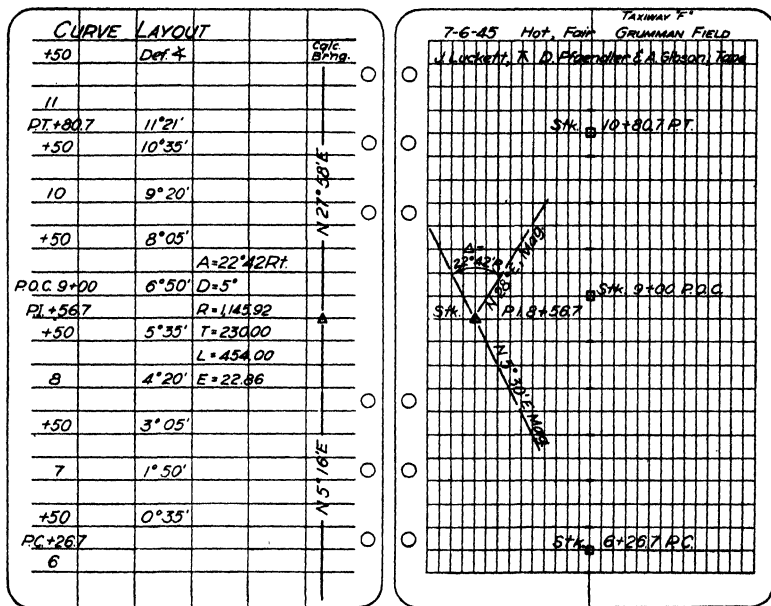 CURVE LAYOUT
+50 Def. ∡ Calc. Brng.
11
P.T. +80.7 11°21'
+50 10°35'
10 9°20'
+50 8°05'
A=22°42 Rt.
P.O.C. 9+00 6°50' D=5°
P.I. +56.7 R=1,145.92
+50 5°35' T=230.00
L=454.00
8 4°20' E=22.86
+50 3°05'
7 1°50'
+50 0°35'
P.C. +26.7
6
N 27°58'E
N 5°16'E
TAXIWAY "F"
7-6-45 Hot, Fair GRUMMAN FIELD
J. Luckett, ⊼ D. Pfaendler & A. Gibson, Tape
Stk. 10+80.7 P.T.
Δ=
22°42' R
N 28° E, Mag.
Stk. 9+00 P.O.C.
Stk. P.I. 8+56.7
N 5°30' E Mag.
Stk. 6+26.7 P.C.